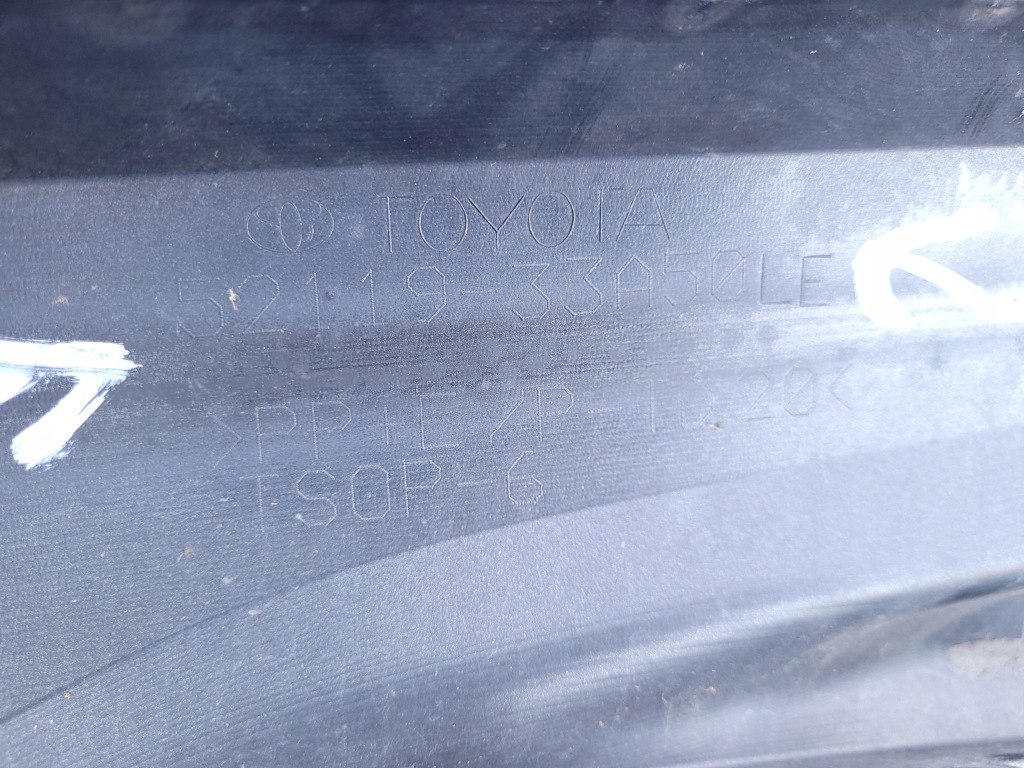 TOYOTA
52119-33A50LE
>PP+E/P-TD20<
TSOP-6